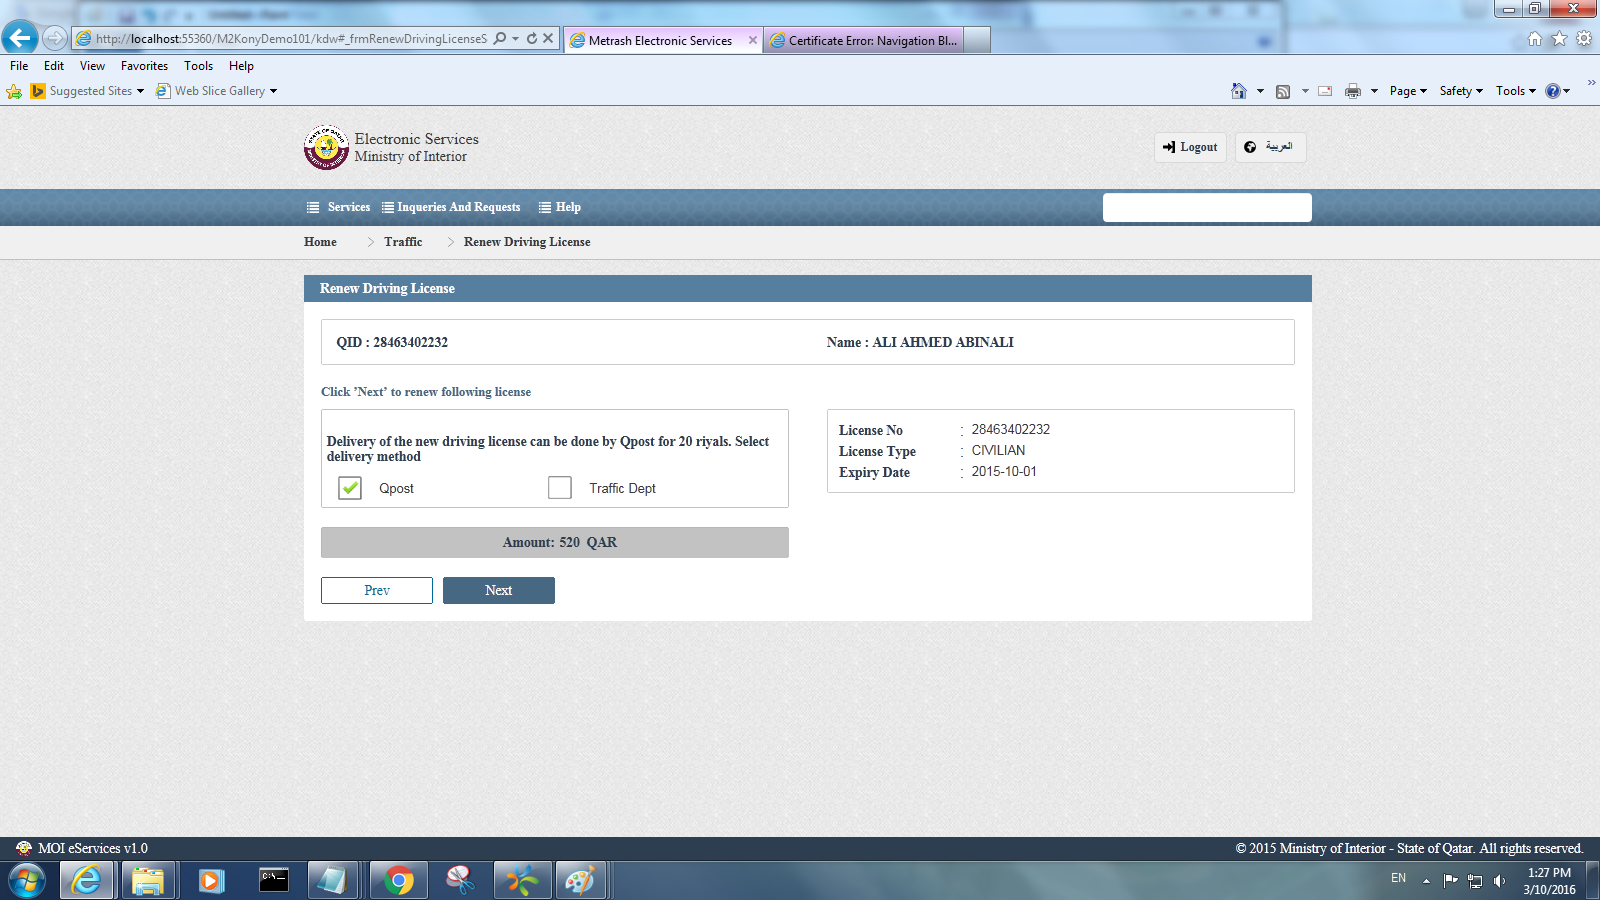 http://localhost:55360/M2KonyDemo101/kdw#_frmRenewDrivingLicenseS
Metrash Electronic Services
Certificate Error: Navigation Bl...
File Edit View Favorites Tools Help
Suggested Sites Web Slice Gallery
Page Safety Tools
Electronic Services
Ministry of Interior
Logout
العربية
Services Inqueries And Requests Help
Home Traffic Renew Driving License
Renew Driving License
QID : 28463402232
Name : ALI AHMED ABINALI
Click ’Next’ to renew following license
Delivery of the new driving license can be done by Qpost for 20 riyals. Select
delivery method
Qpost Traffic Dept
License No : 28463402232
License Type : CIVILIAN
Expiry Date : 2015-10-01
Amount: 520 QAR
Prev Next
MOI eServices v1.0
© 2015 Ministry of Interior - State of Qatar. All rights reserved.
EN
1:27 PM
3/10/2016